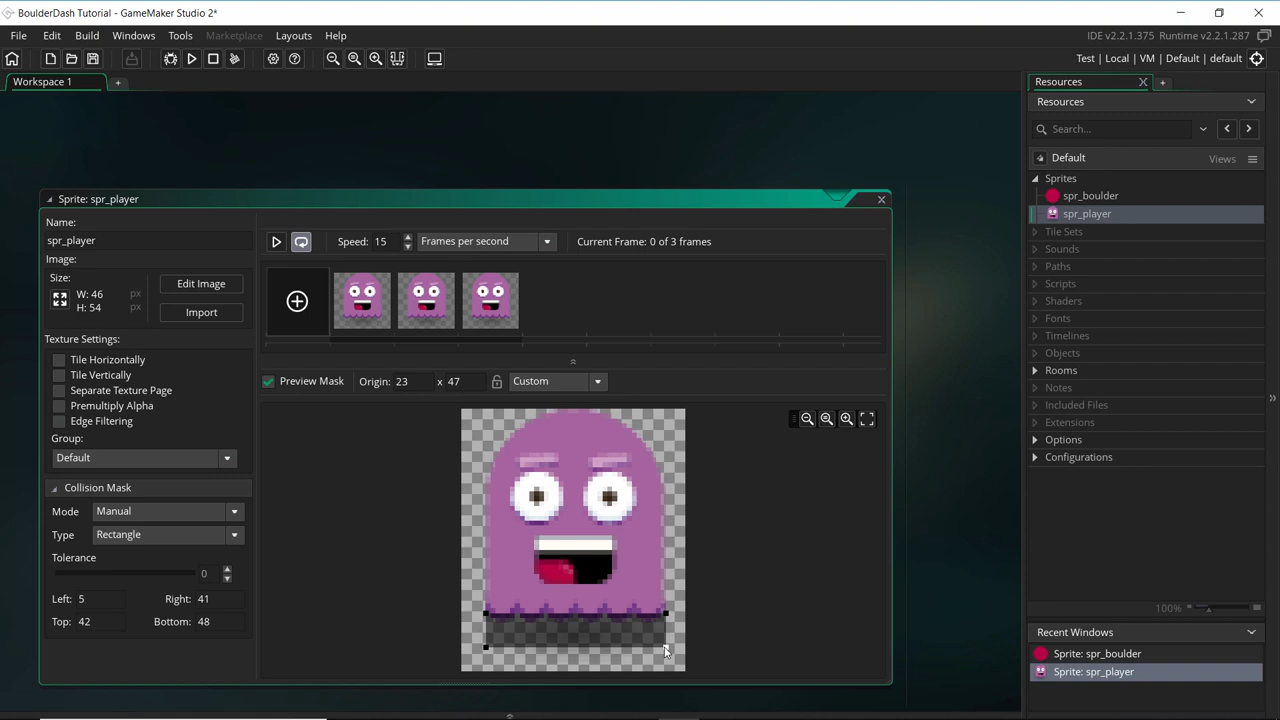 BoulderDash Tutorial - GameMaker Studio 2*
File Edit Build Windows Tools Marketplace Layouts Help
IDE v2.2.1.375 Runtime v2.2.1.287
Test | Local | VM | Default | default
Workspace 1
Resources
Resources
Search...
Default
Views
Sprites
spr_boulder
spr_player
Tile Sets
Sounds
Paths
Scripts
Shaders
Fonts
Timelines
Objects
Rooms
Notes
Included Files
Extensions
Options
Configurations
100%
Recent Windows
Sprite: spr_boulder
Sprite: spr_player
Sprite: spr_player
Name:
spr_player
Image:
Size:
W: 46 px
H: 54 px
Edit Image
Import
Texture Settings:
Tile Horizontally
Tile Vertically
Separate Texture Page
Premultiply Alpha
Edge Filtering
Group:
Default
Collision Mask
Mode Manual
Type Rectangle
Tolerance
0
Left: 5 Right: 41
Top: 42 Bottom: 48
Speed: 15 Frames per second Current Frame: 0 of 3 frames
Preview Mask Origin: 23 x 47 Custom